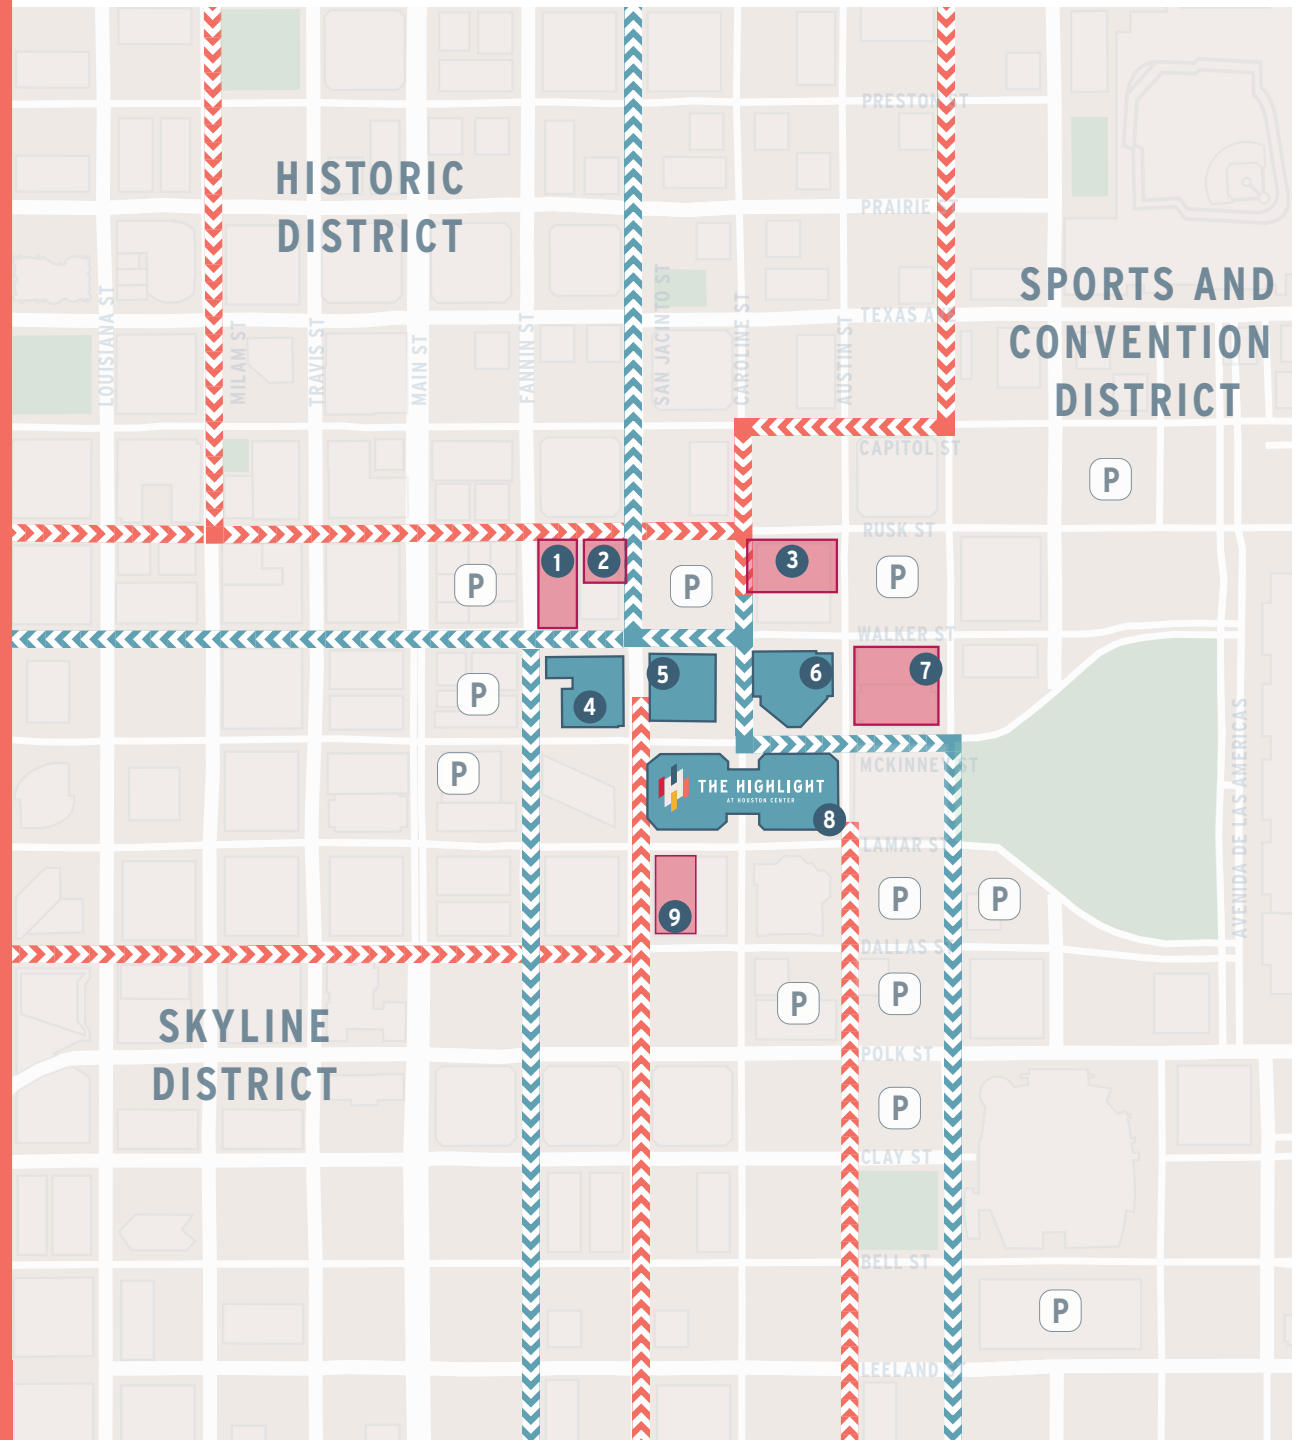 PRESTON ST
HISTORIC
DISTRICT
PRAIRIE
SPORTS AND
CONVENTION
DISTRICT
TEXAS AVE
LOUISIANA ST
MILAM ST
TRAVIS ST
MAIN ST
FANNIN ST
SAN JACINTO ST
CAROLINE ST
AUSTIN ST
CAPITOL ST
P
RUSK ST
1
2
3
P
P
P
WALKER ST
4
5
6
7
P
AVENIDA DE LAS AMERICAS
MCKINNEY ST
P
THE HIGHLIGHT
AT HOUSTON CENTER
8
LAMAR ST
9
P
P
DALLAS S
P
P
SKYLINE
DISTRICT
POLK ST
P
CLAY ST
BELL ST
P
LEELAND